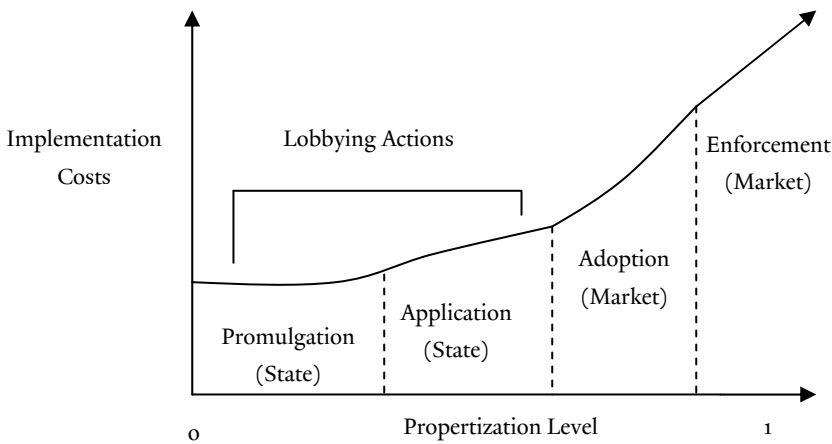 Implementation
Costs
Lobbying Actions
Enforcement
(Market)
Adoption
(Market)
Application
(State)
Promulgation
(State)
0
Propertization Level
1